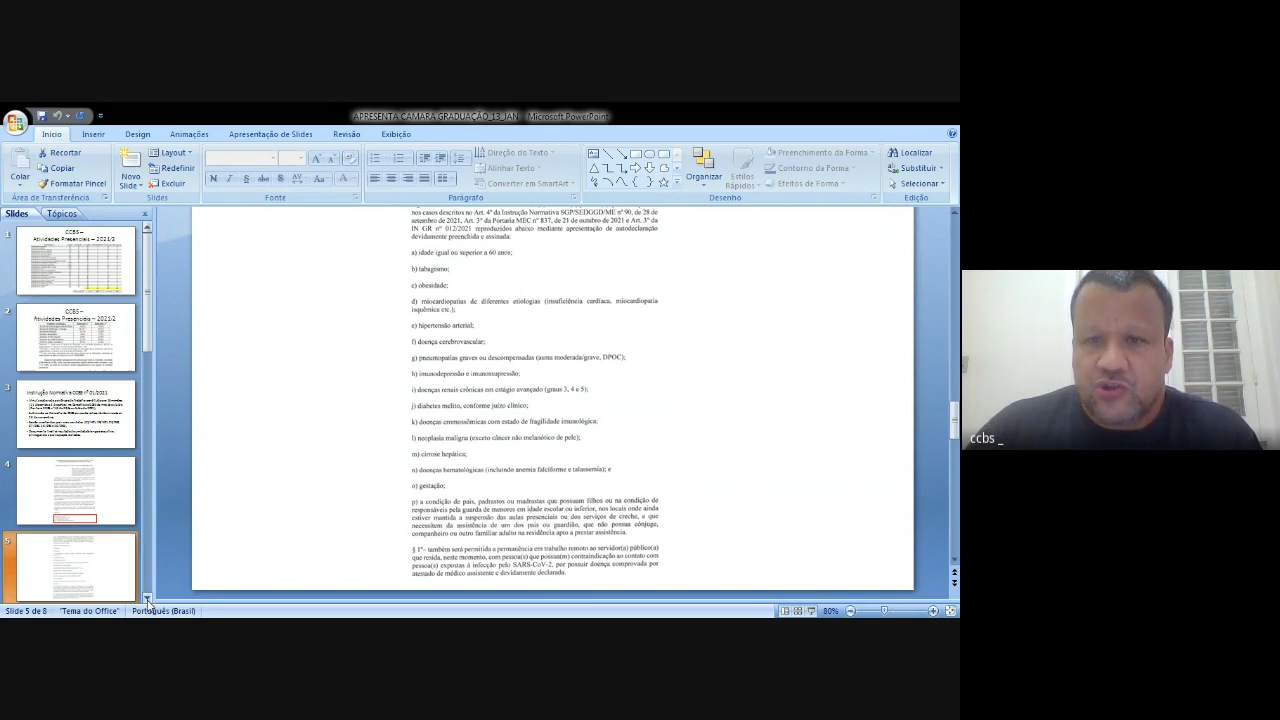 APRESENTA CAMARA GRADUAÇÃO_13_JAN - Microsoft PowerPoint
Início Inserir Design Animações Apresentação de Slides Revisão Exibição
Colar
Recortar
Copiar
Formatar Pincel
Área de Transferência
Novo
Slide
Layout
Redefinir
Excluir
Slides
Fonte
Direção do Texto
Alinhar Texto
Converter em SmartArt
Parágrafo
Organizar
Estilos
Rápidos
Preenchimento da Forma
Contorno da Forma
Efeitos de Forma
Desenho
Localizar
Substituir
Selecionar
Edição
Slides Tópicos
1
CCBS –
Atividades Presenciais – 2021/2
2
CCBS –
Atividades Presenciais – 2021/2
3
Instrução Normativa CCBS nº 01/2021
4
5
nos casos descritos no Art. 4º da Instrução Normativa SGP/SEDGGD/ME nº 90, de 28 de
setembro de 2021, Art. 3º da Portaria MEC nº 837, de 21 de outubro de 2021 e Art. 3º da
IN GR nº 012/2021 reproduzidos abaixo mediante apresentação de autodeclaração
devidamente preenchida e assinada:
a) idade igual ou superior a 60 anos;
b) tabagismo;
c) obesidade;
d) miocardiopatias de diferentes etiologias (insuficiência cardíaca, miocardiopatia
isquêmica etc.);
e) hipertensão arterial;
f) doença cerebrovascular;
g) pneumopatias graves ou descompensadas (asma moderada/grave, DPOC);
h) imunodepressão e imunossupressão;
i) doenças renais crônicas em estágio avançado (graus 3, 4 e 5);
j) diabetes melito, conforme juízo clínico;
k) doenças cromossômicas com estado de fragilidade imunológica;
l) neoplasia maligna (exceto câncer não melanótico de pele);
m) cirrose hepática;
n) doenças hematológicas (incluindo anemia falciforme e talassemia); e
o) gestação;
p) a condição de pais, padrastos ou madrastas que possuam filhos ou na condição de
responsáveis pela guarda de menores em idade escolar ou inferior, nos locais onde ainda
estiver mantida a suspensão das aulas presenciais ou dos serviços de creche, e que
necessitem da assistência de um dos pais ou guardião, que não possua cônjuge,
companheiro ou outro familiar adulto na residência apto a prestar assistência.
§ 1º– também será permitida a permanência em trabalho remoto ao servidor(a) público(a)
que resida, neste momento, com pessoa(s) que possua(m) contraindicação ao contato com
pessoa(s) expostas à infecção pelo SARS-CoV-2, por possuir doença comprovada por
atestado de médico assistente e devidamente declarada.
Slide 5 de 8 "Tema do Office" Português (Brasil) 80%
ccbs _